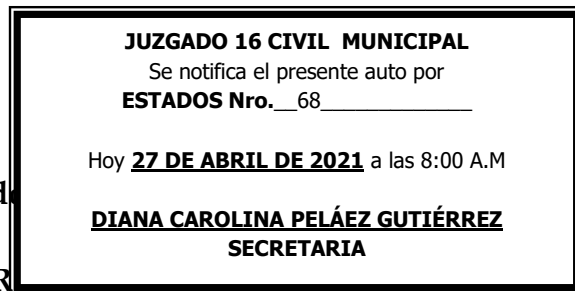 JUZGADO 16 CIVIL MUNICIPAL
Se notifica el presente auto por
ESTADOS Nro.__68_____________
Hoy 27 DE ABRIL DE 2021 a las 8:00 A.M
DIANA CAROLINA PELÁEZ GUTIÉRREZ
SECRETARIA